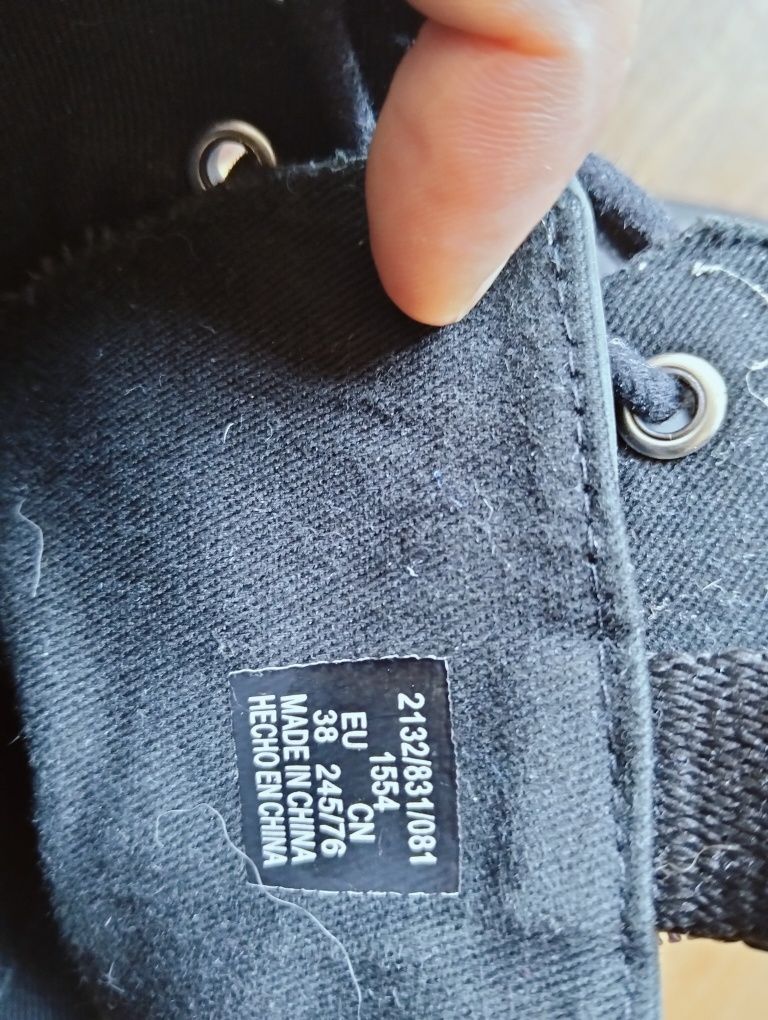 2132/831/081
1554
EU CN
38 245/76
MADE IN CHINA
HECHO EN CHINA